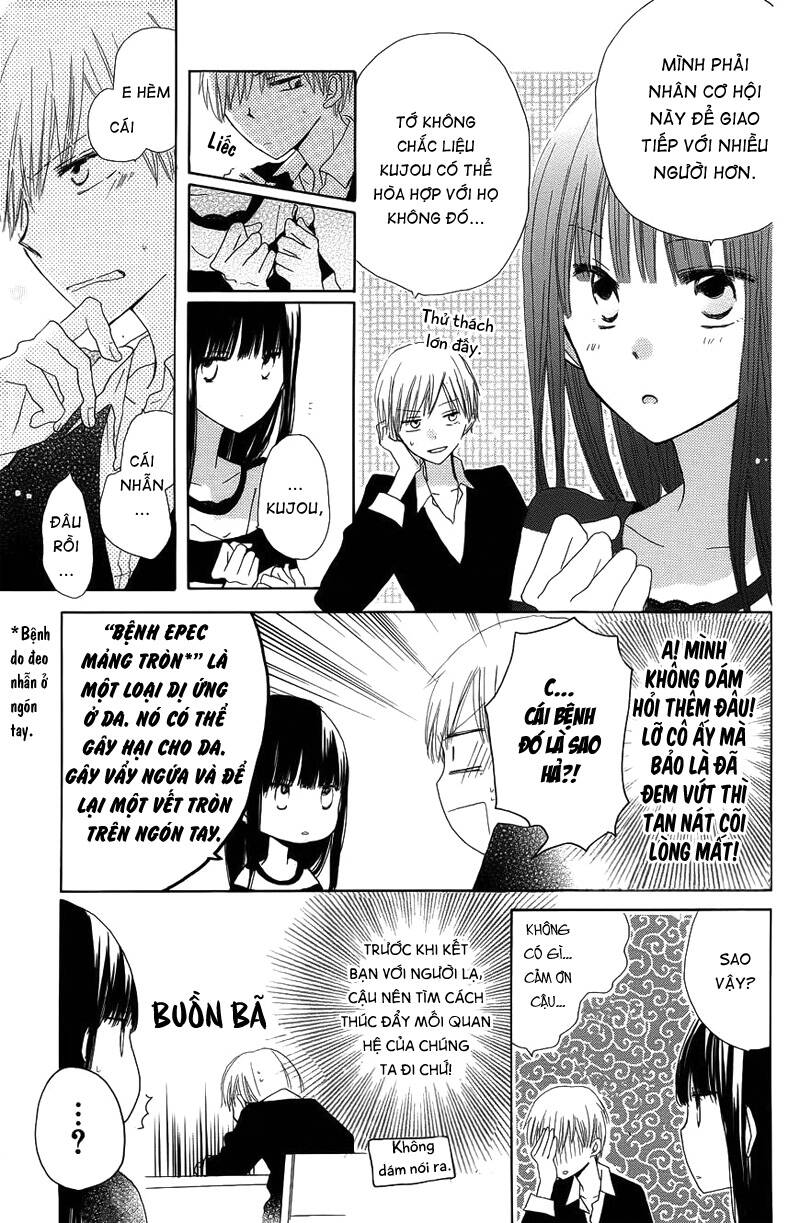 MÌNH PHẢI
NHÂN CƠ HỘI
NÀY ĐỂ GIAO
TIẾP VỚI NHIỀU
NGƯỜI HƠN.
TỚ KHÔNG
CHẮC LIỆU
KUJOU CÓ THỂ
HÒA HỢP VỚI HỌ
KHÔNG ĐÓ...
Thử thách
lớn đấy.
Liếc
... KUJOU,
E HÈM
CÁI
CÁI
NHẪN
...
ĐÂU
RỒI
...
A! MÌNH
KHÔNG DÁM
HỎI THÊM ĐÂU!
LỠ CÔ ẤY MÀ
BẢO LÀ ĐÃ
ĐEM VỨT THÌ
TAN NÁT CÕI
LÒNG MẤT!
C...
CÁI BỆNH
ĐÓ LÀ SAO
HẢ?!
“BỆNH EPEC
MẢNG TRÒN*” LÀ
MỘT LOẠI DỊ ỨNG
Ở DA. NÓ CÓ THỂ
GÂY HẠI CHO DA.
GÂY VẨY NGỨA VÀ ĐỂ
LẠI MỘT VẾT TRÒN
TRÊN NGÓN TAY.
* Bệnh
do đeo
nhẫn ở
ngón
tay.
SAO
VẬY?
KHÔNG
CÓ GÌ...
CẢM ƠN
CẬU...
TRƯỚC KHI KẾT
BẠN VỚI NGƯỜI LẠ,
CẬU NÊN TÌM CÁCH
THÚC ĐẨY MỐI QUAN
HỆ CỦA CHÚNG
TA ĐI CHỨ!
Không
dám nói ra.
BUỒN BÃ
...
?